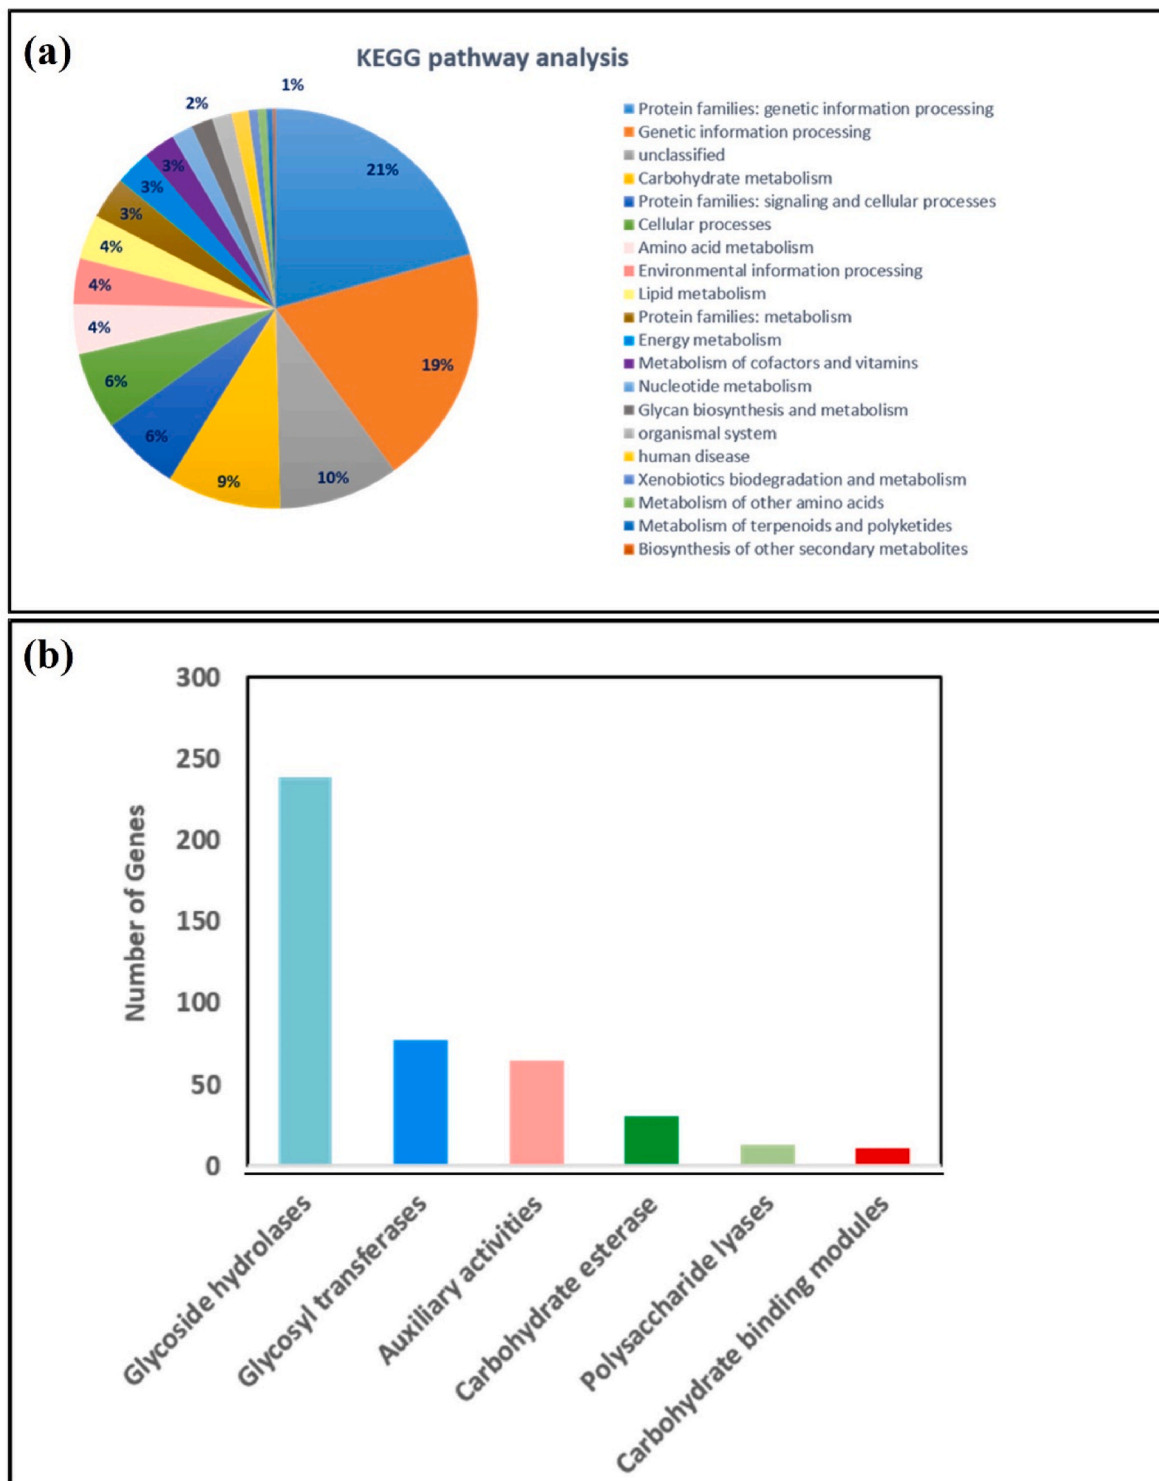 (a)
KEGG pathway analysis
1%
2%
21%
3%
3%
3%
4%
4%
4%
6%
6%
9%
10%
19%
Protein families: genetic information processing
Genetic information processing
unclassified
Carbohydrate metabolism
Protein families: signaling and cellular processes
Cellular processes
Amino acid metabolism
Environmental information processing
Lipid metabolism
Protein families: metabolism
Energy metabolism
Metabolism of cofactors and vitamins
Nucleotide metabolism
Glycan biosynthesis and metabolism
organismal system
human disease
Xenobiotics biodegradation and metabolism
Metabolism of other amino acids
Metabolism of terpenoids and polyketides
Biosynthesis of other secondary metabolites
(b)
Number of Genes
300
250
200
150
100
50
0
Glycoside hydrolases
Glycosyl transferases
Auxiliary activities
Carbohydrate esterase
Polysaccharide lyases
Carbohydrate binding modules